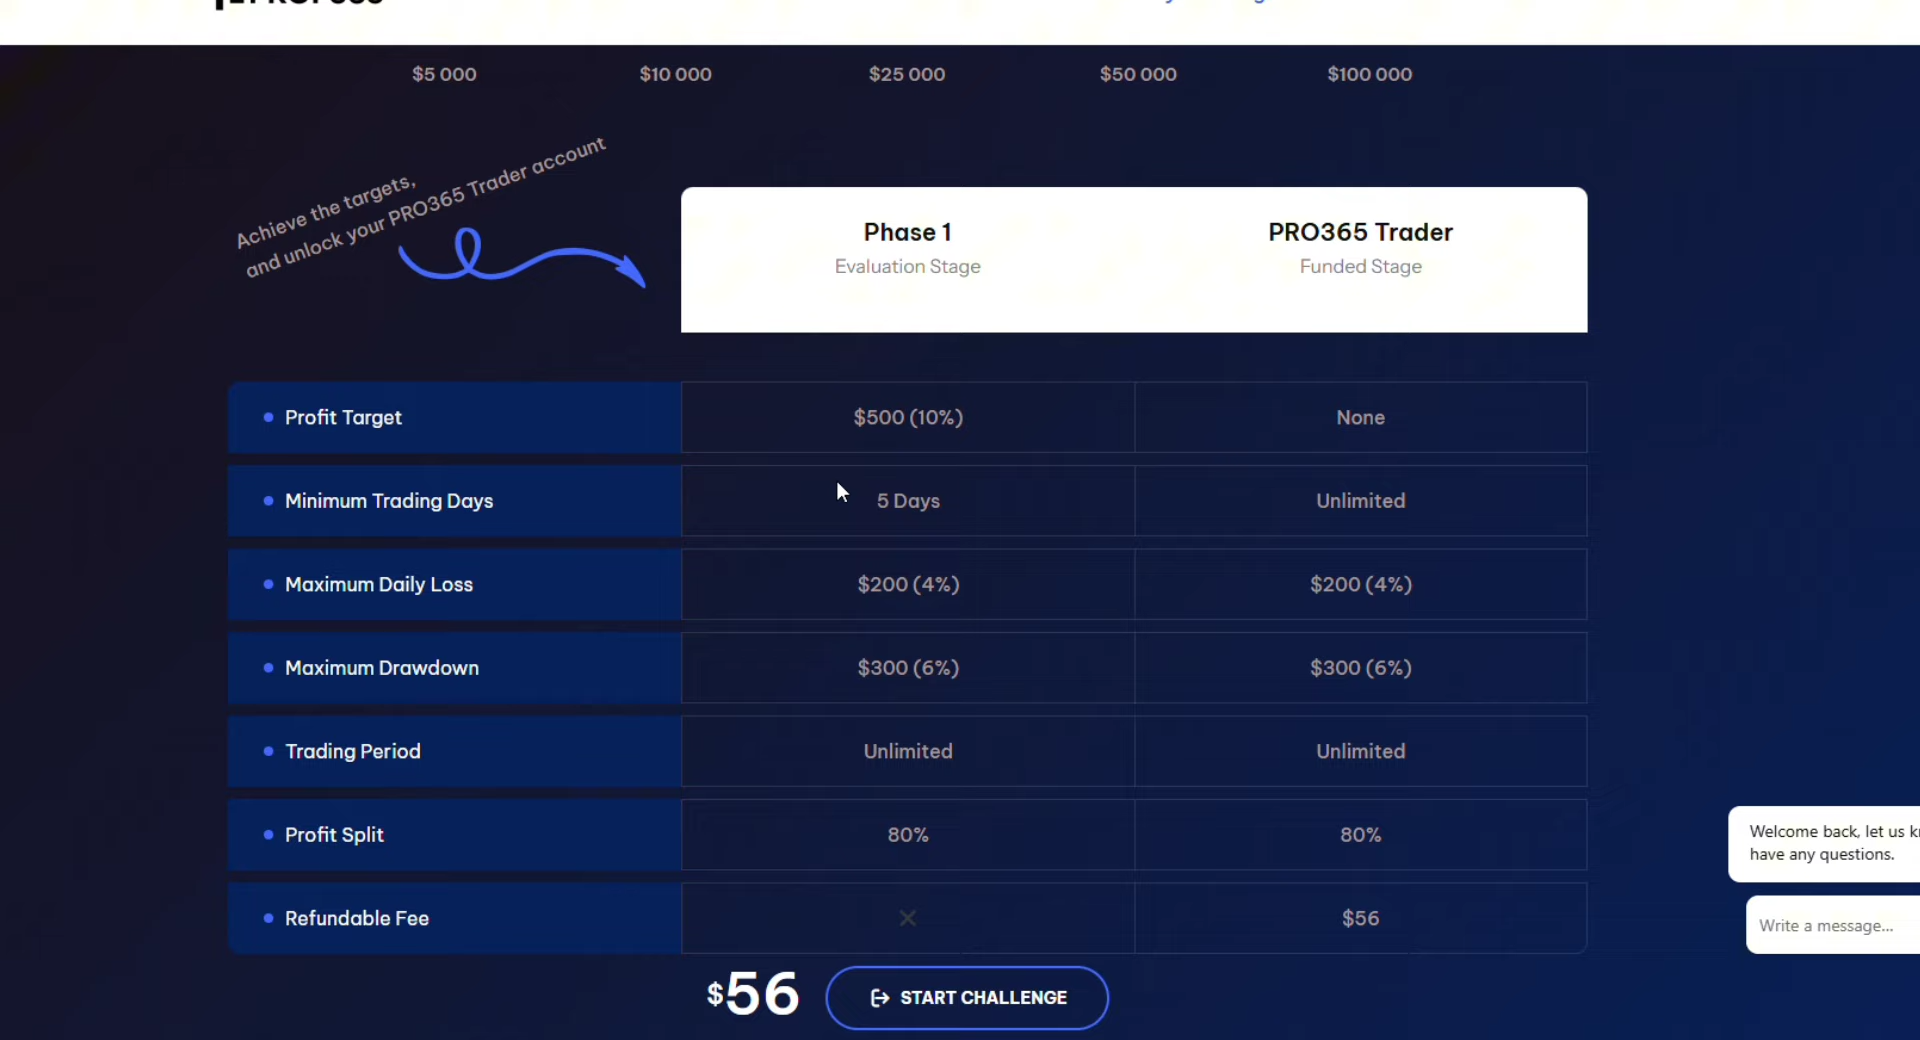 $5 000
$10 000
$25 000
$50 000
$100 000
Achieve the targets,
and unlock your PRO365 Trader account
Phase 1
Evaluation Stage
PRO365 Trader
Funded Stage
Profit Target
$500 (10%)
None
Minimum Trading Days
5 Days
Unlimited
Maximum Daily Loss
$200 (4%)
$200 (4%)
Maximum Drawdown
$300 (6%)
$300 (6%)
Trading Period
Unlimited
Unlimited
Profit Split
80%
80%
Refundable Fee
$56
Welcome back, let us
have any questions.
Write a message...
$56
START CHALLENGE